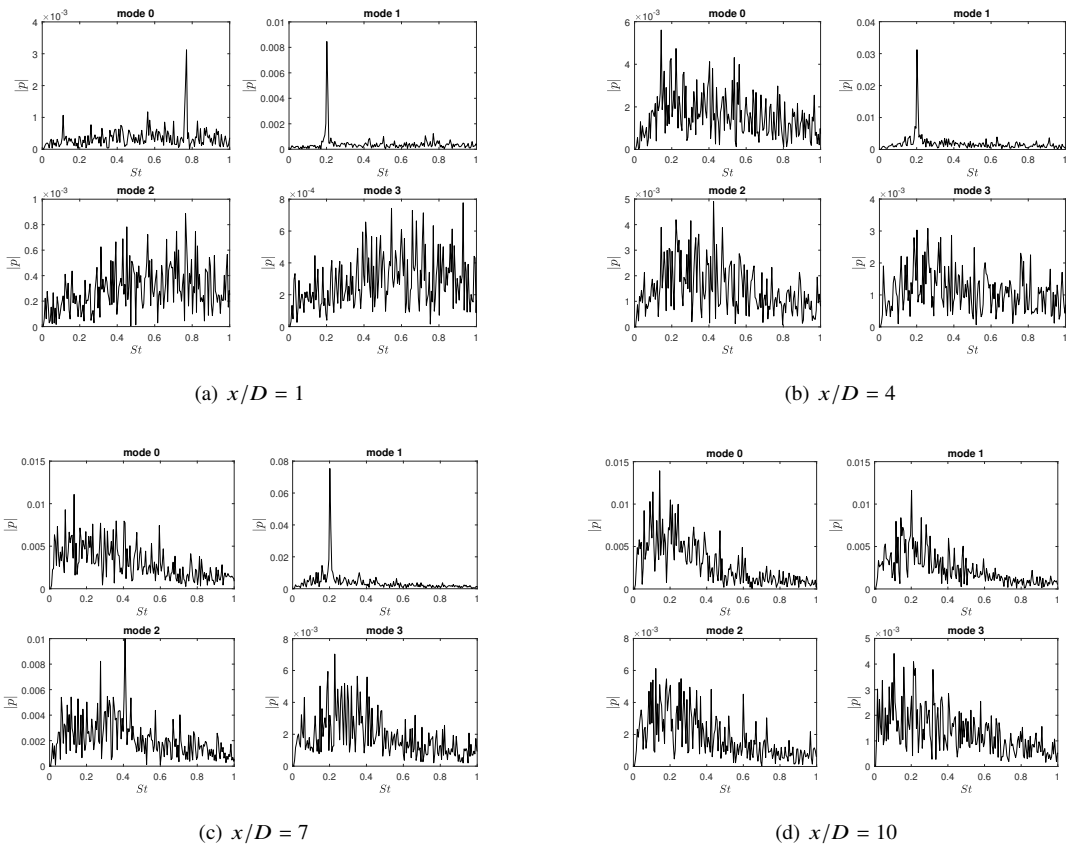 mode 0
×10⁻³
4
3
2
1
0
|p|
0 0.2 0.4 0.6 0.8 1
St
mode 1
0.01
0.008
0.006
0.004
0.002
0
|p|
0 0.2 0.4 0.6 0.8 1
St
mode 2
×10⁻³
1
0.8
0.6
0.4
0.2
0
|p|
0 0.2 0.4 0.6 0.8 1
St
mode 3
×10⁻⁴
8
6
4
2
0
|p|
0 0.2 0.4 0.6 0.8 1
St
(a) x/D = 1
mode 0
×10⁻³
6
4
2
0
|p|
0 0.2 0.4 0.6 0.8 1
St
mode 1
0.04
0.03
0.02
0.01
0
|p|
0 0.2 0.4 0.6 0.8 1
St
mode 2
×10⁻³
5
4
3
2
1
0
|p|
0 0.2 0.4 0.6 0.8 1
St
mode 3
×10⁻³
4
3
2
1
0
|p|
0 0.2 0.4 0.6 0.8 1
St
(b) x/D = 4
mode 0
0.015
0.01
0.005
0
|p|
0 0.2 0.4 0.6 0.8 1
St
mode 1
0.08
0.06
0.04
0.02
0
|p|
0 0.2 0.4 0.6 0.8 1
St
mode 2
0.01
0.008
0.006
0.004
0.002
0
|p|
0 0.2 0.4 0.6 0.8 1
St
mode 3
×10⁻³
8
6
4
2
0
|p|
0 0.2 0.4 0.6 0.8 1
St
(c) x/D = 7
mode 0
0.015
0.01
0.005
0
|p|
0 0.2 0.4 0.6 0.8 1
St
mode 1
0.015
0.01
0.005
0
|p|
0 0.2 0.4 0.6 0.8 1
St
mode 2
×10⁻³
8
6
4
2
0
|p|
0 0.2 0.4 0.6 0.8 1
St
mode 3
×10⁻³
5
4
3
2
1
0
|p|
0 0.2 0.4 0.6 0.8 1
St
(d) x/D = 10